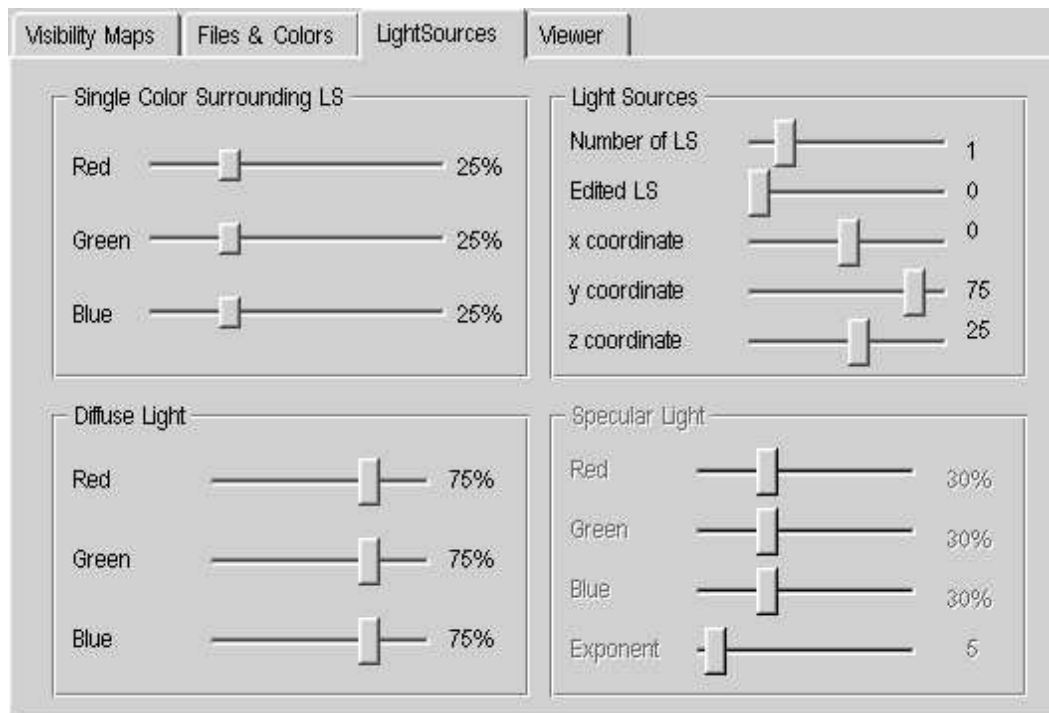 Visibility Maps Files & Colors LightSources Viewer
Single Color Surrounding LS
Red 25%
Green 25%
Blue 25%
Light Sources
Number of LS 1
Edited LS 0
x coordinate 0
y coordinate 75
z coordinate 25
Diffuse Light
Red 75%
Green 75%
Blue 75%
Specular Light
Red 30%
Green 30%
Blue 30%
Exponent 5